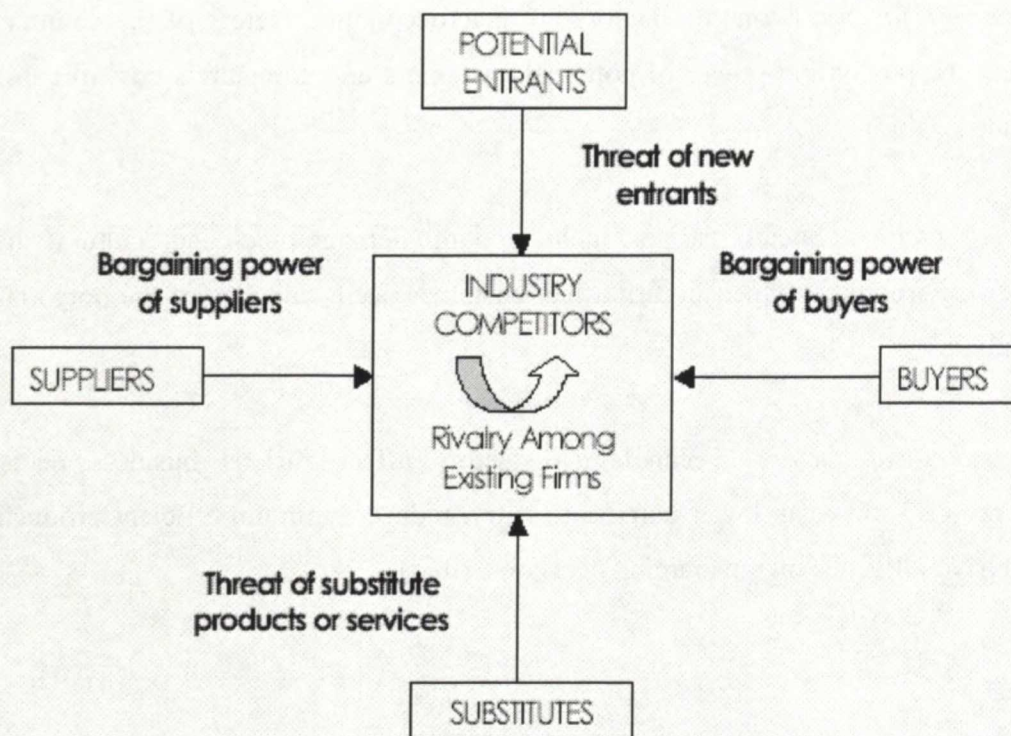 POTENTIAL
ENTRANTS
Threat of new
entrants
Bargaining power
of suppliers
INDUSTRY
COMPETITORS
Bargaining power
of buyers
SUPPLIERS
BUYERS
Rivalry Among
Existing Firms
Threat of substitute
products or services
SUBSTITUTES